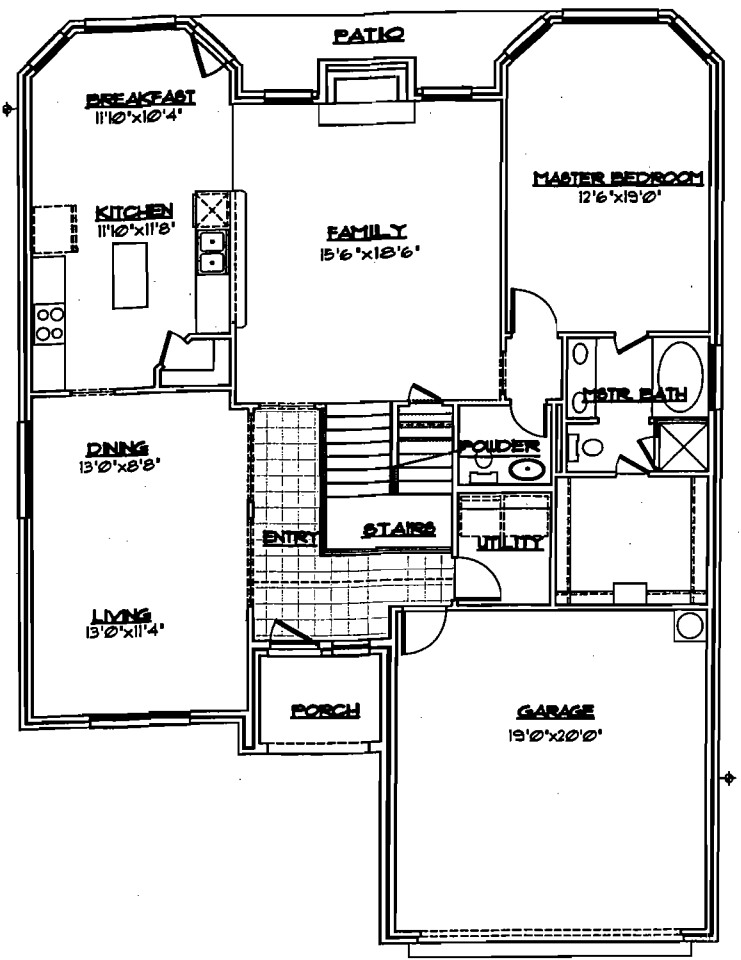 PATIO
BREAKFAST
11'10"x10'4"
MASTER BEDROOM
12'6"x19'0"
KITCHEN
11'10"x11'8"
FAMILY
15'6"x18'6"
MSTR. BATH
DINING
13'0"x8'8"
POWDER
ENTRY
STAIRS
UTILITY
LIVING
13'0"x11'4"
PORCH
GARAGE
19'0"x20'0"